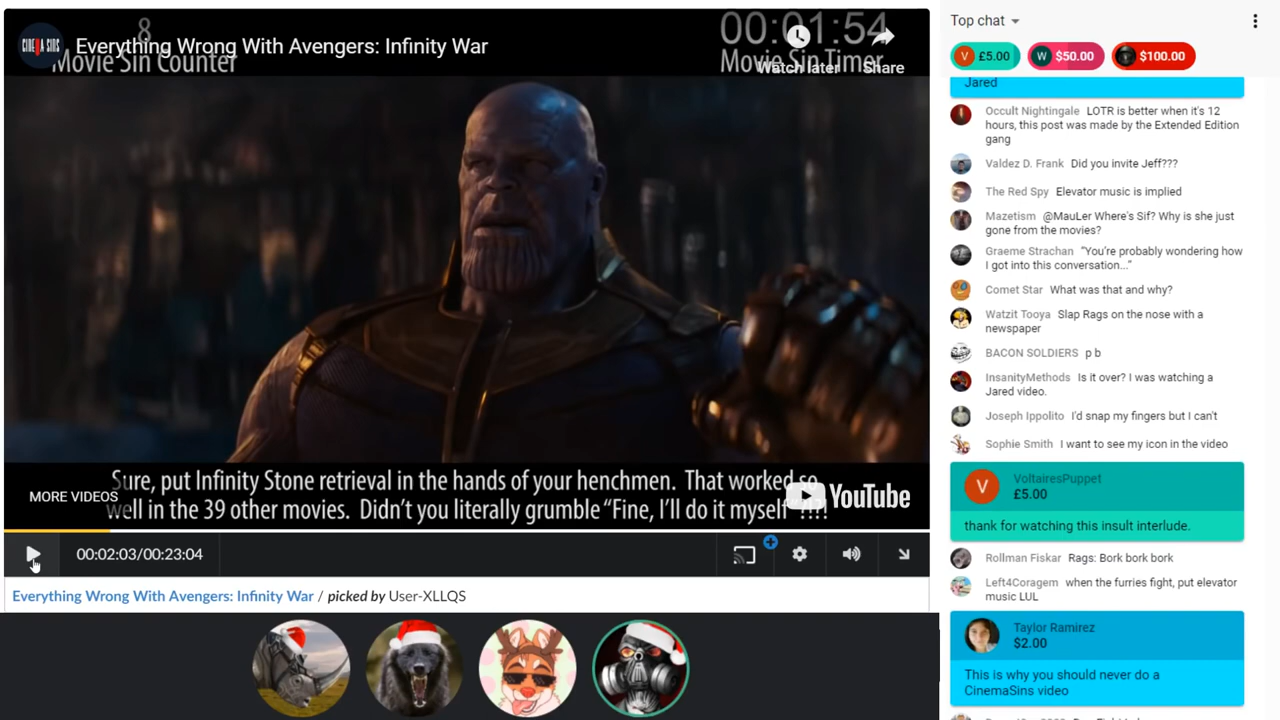 8
Movie Sin Counter
CINEMA SINS
Everything Wrong With Avengers: Infinity War
00:01:54
Movie Sin Timer
Watch later
Share
Sure, put Infinity Stone retrieval in the hands of your henchmen. That worked so
well in the 39 other movies. Didn't you literally grumble “Fine, I'll do it myself”?!?!
MORE VIDEOS
YouTube
00:02:03/00:23:04
Everything Wrong With Avengers: Infinity War / picked by User-XLLQS
Top chat
V £5.00
W $50.00
$100.00
Jared
Occult Nightingale LOTR is better when it's 12
hours, this post was made by the Extended Edition
gang
Valdez D. Frank Did you invite Jeff???
The Red Spy Elevator music is implied
Mazetism @MauLer Where's Sif? Why is she just
gone from the movies?
Graeme Strachan “You're probably wondering how
I got into this conversation...”
Comet Star What was that and why?
Watzit Tooya Slap Rags on the nose with a
newspaper
BACON SOLDIERS p b
InsanityMethods Is it over? I was watching a
Jared video.
Joseph Ippolito I'd snap my fingers but I can't
Sophie Smith I want to see my icon in the video
V
VoltairesPuppet
£5.00
thank for watching this insult interlude.
Rollman Fiskar Rags: Bork bork bork
Left4Coragem when the furries fight, put elevator
music LUL
Taylor Ramirez
$2.00
This is why you should never do a
CinemaSins video